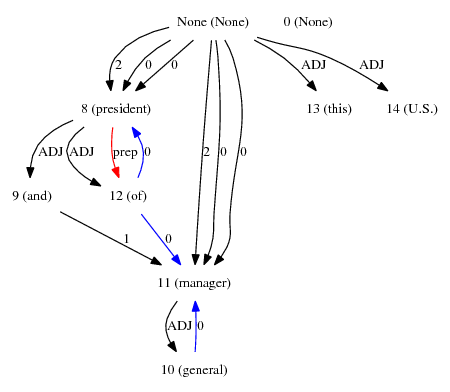 None (None) 0 (None)
2 0 0 ADJ ADJ
8 (president) 13 (this) 14 (U.S.)
ADJ ADJ prep 0 2 0 0
9 (and) 12 (of)
1 0
11 (manager)
ADJ 0
10 (general)